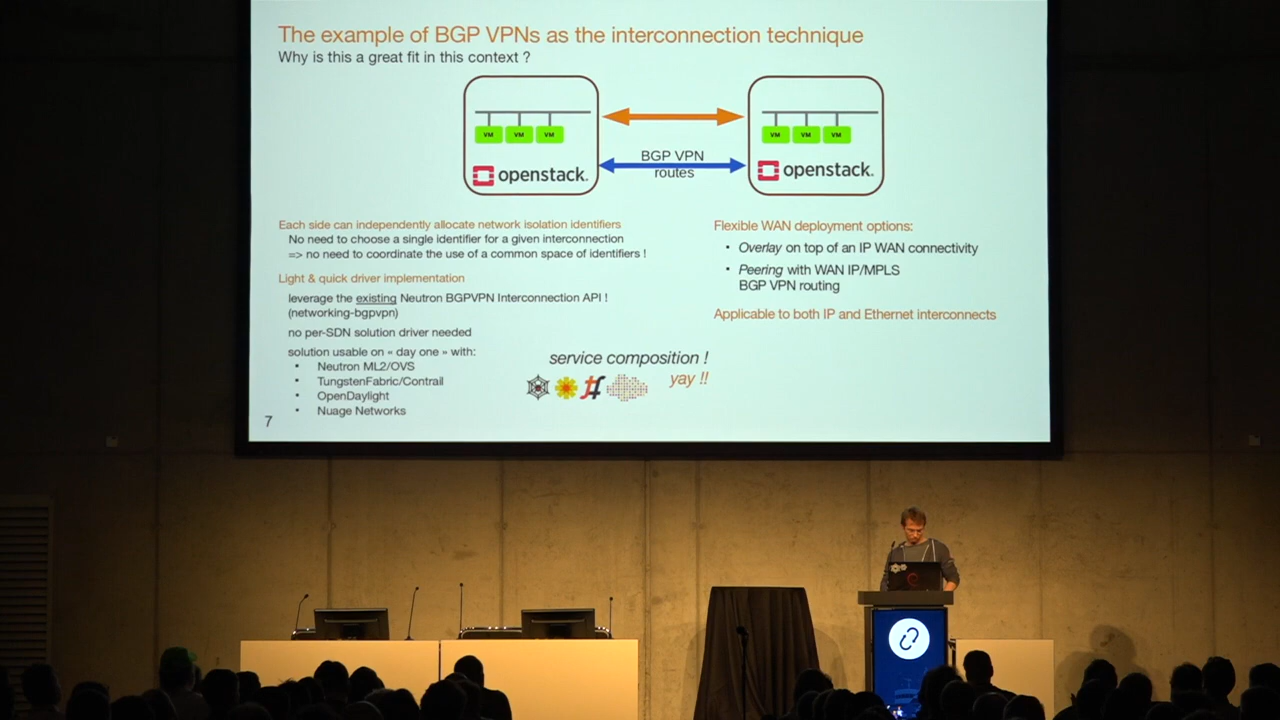 The example of BGP VPNs as the interconnection technique
Why is this a great fit in this context ?
VM VM VM
VM VM VM
BGP VPN
routes
openstack.
openstack.
Each side can independently allocate network isolation identifiers
No need to choose a single identifier for a given interconnection
=> no need to coordinate the use of a common space of identifiers !
Light & quick driver implementation
leverage the existing Neutron BGPVPN Interconnection API !
(networking-bgpvpn)
no per-SDN solution driver needed
solution usable on « day one » with:
• Neutron ML2/OVS
• TungstenFabric/Contrail
• OpenDaylight
• Nuage Networks
service composition !
yay !!
Flexible WAN deployment options:
• Overlay on top of an IP WAN connectivity
• Peering with WAN IP/MPLS
BGP VPN routing
Applicable to both IP and Ethernet interconnects
7